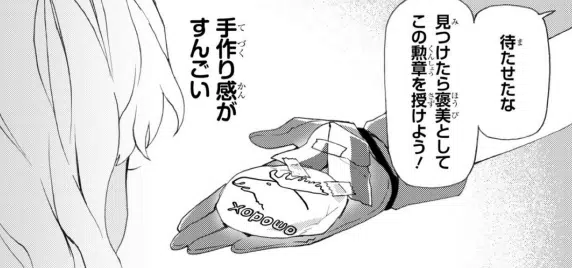 待たせたな
見つけたら褒美として
この勲章を授けよう！
手作り感が
すんごい